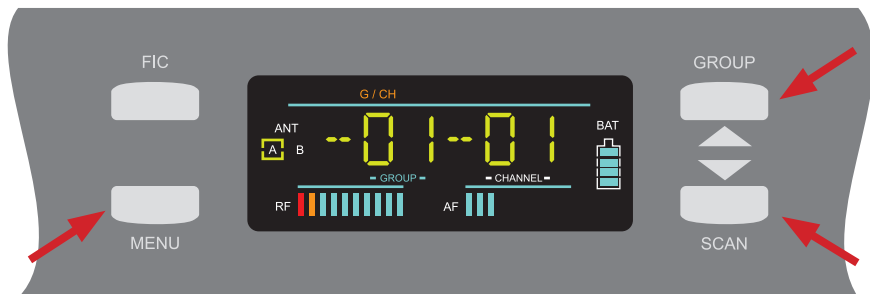 FIC
GROUP
G / CH
ANT
A B
--01--01
BAT
GROUP
CHANNEL
RF
AF
MENU
SCAN